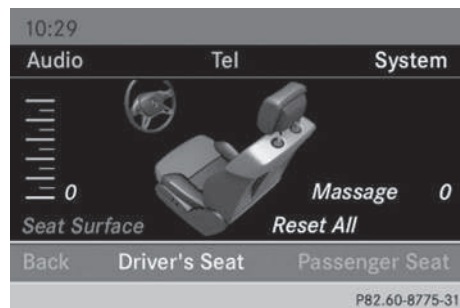 10:29
Audio Tel System
0 Massage 0
Seat Surface Reset All
Back Driver's Seat Passenger Seat
P82.60-8775-31